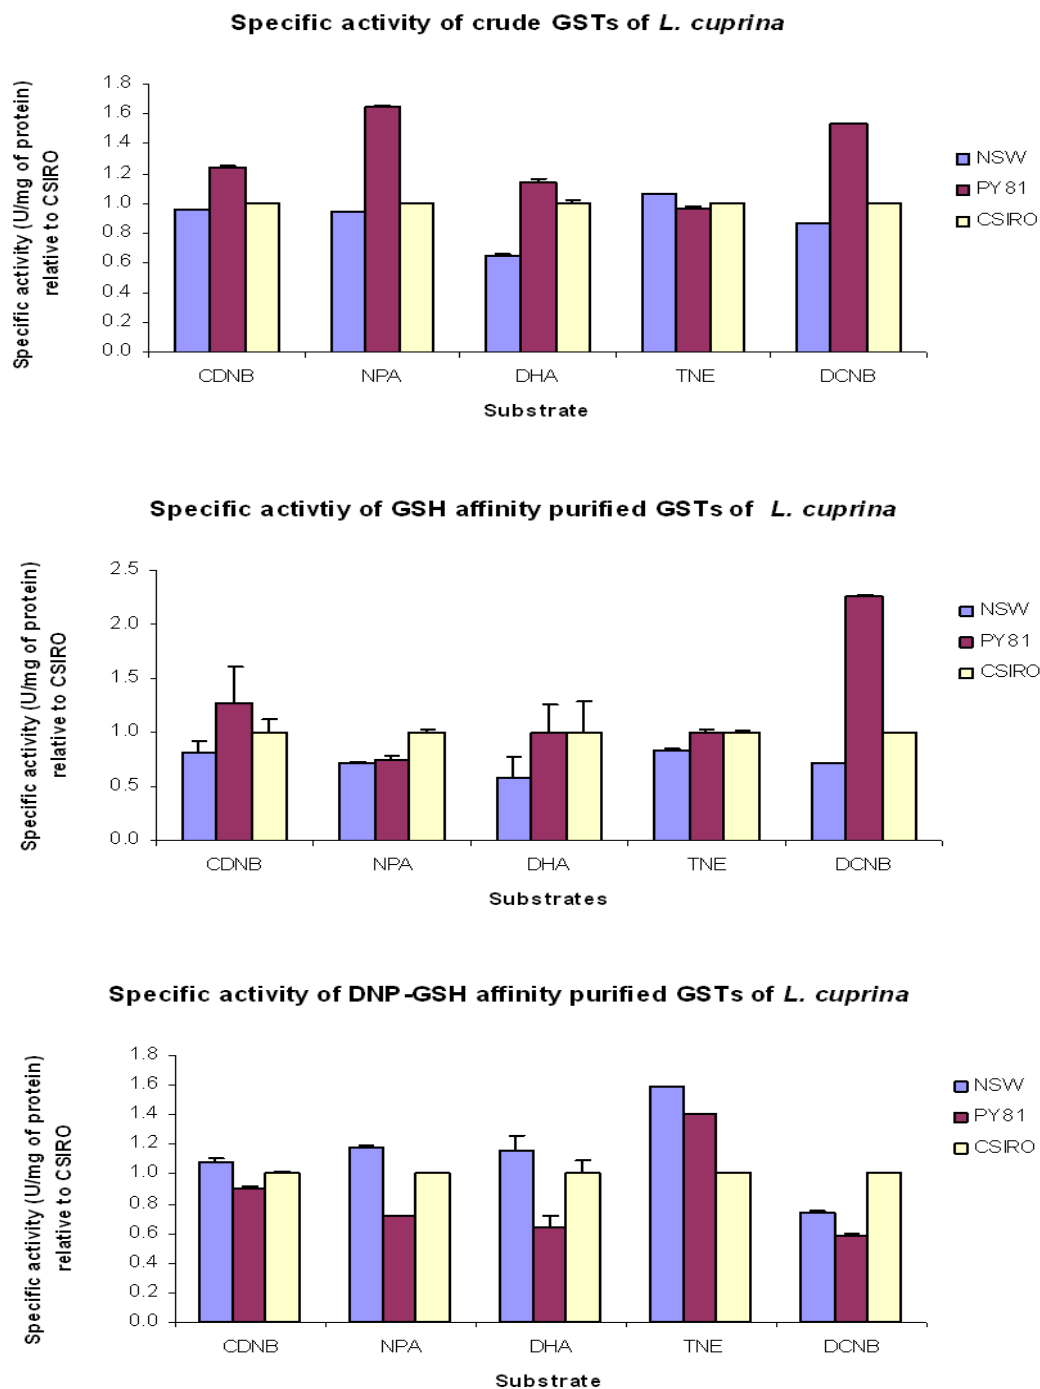 Specific activity of crude GSTs of L. cuprina
Specific activity (U/mg of protein)
relative to CSIRO
1.8
1.6
1.4
1.2
1.0
0.8
0.6
0.4
0.2
0.0
CDNB NPA DHA TNE DCNB
Substrate
NSW
PY81
CSIRO
Specific activtiy of GSH affinity purified GSTs of L. cuprina
Specific activity (U/mg of protein)
relative to CSIRO
2.5
2.0
1.5
1.0
0.5
0.0
CDNB NPA DHA TNE DCNB
Substrates
NSW
PY81
CSIRO
Specific activity of DNP-GSH affinity purified GSTs of L. cuprina
Specific activity (U/mg of protein)
relative to CSIRO
1.8
1.6
1.4
1.2
1.0
0.8
0.6
0.4
0.2
0.0
CDNB NPA DHA TNE DCNB
Substrate
NSW
PY81
CSIRO